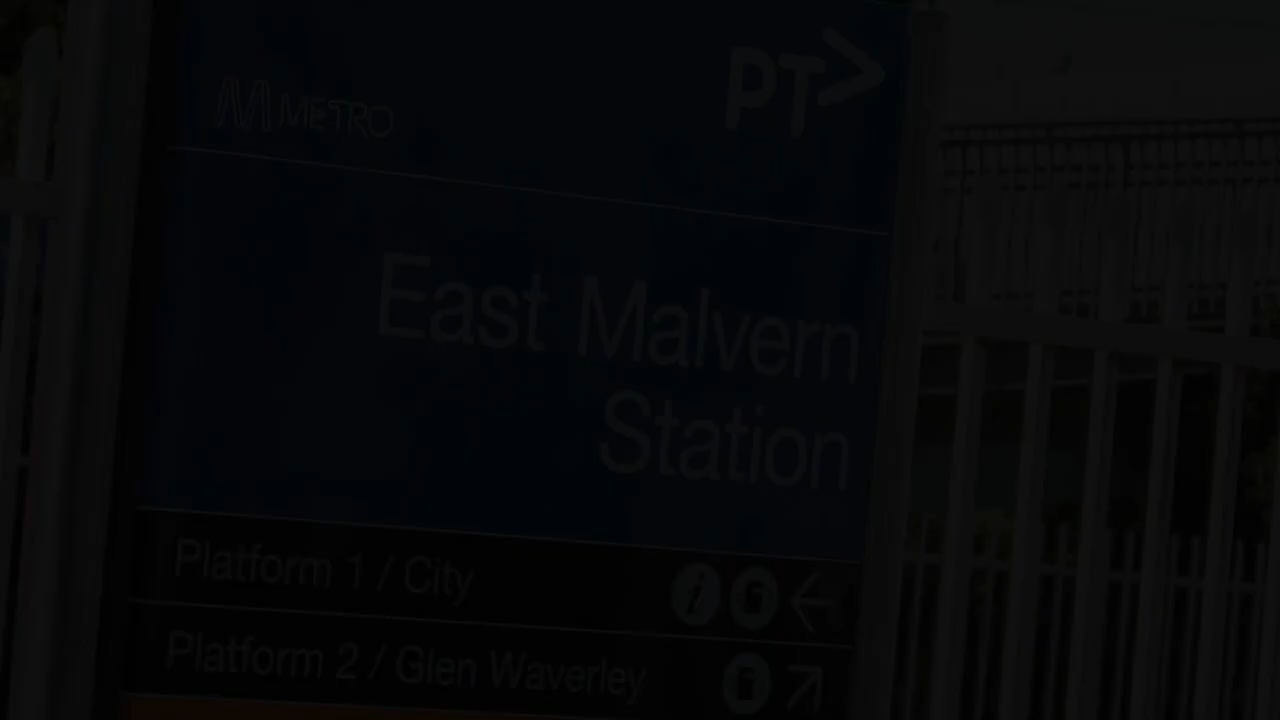 METRO
PT>
East Malvern
Station
Platform 1 / City
Platform 2 / Glen Waverley